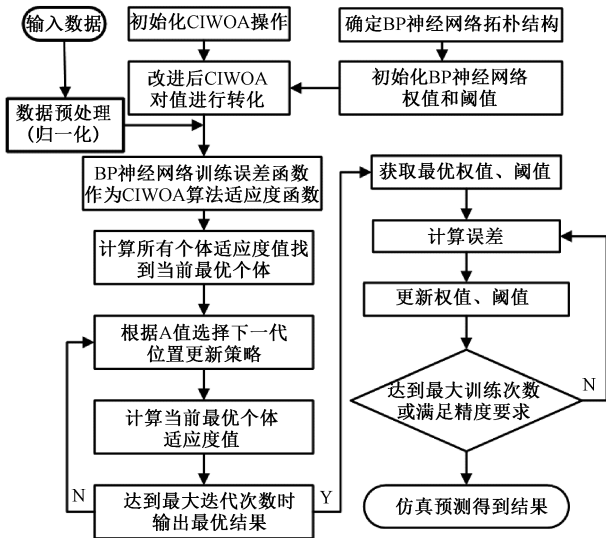 输入数据
初始化CIWOA操作
确定BP神经网络拓朴结构
改进后CIWOA
对值进行转化
初始化BP神经网络
权值和阈值
数据预处理
(归一化)
BP神经网络训练误差函数
作为CIWOA算法适应度函数
获取最优权值、阈值
计算所有个体适应度值找
到当前最优个体
计算误差
更新权值、阈值
根据A值选择下一代
位置更新策略
达到最大训练次数
或满足精度要求
N
计算当前最优个体
适应度值
N
达到最大迭代次数时
输出最优结果
Y
仿真预测得到结果